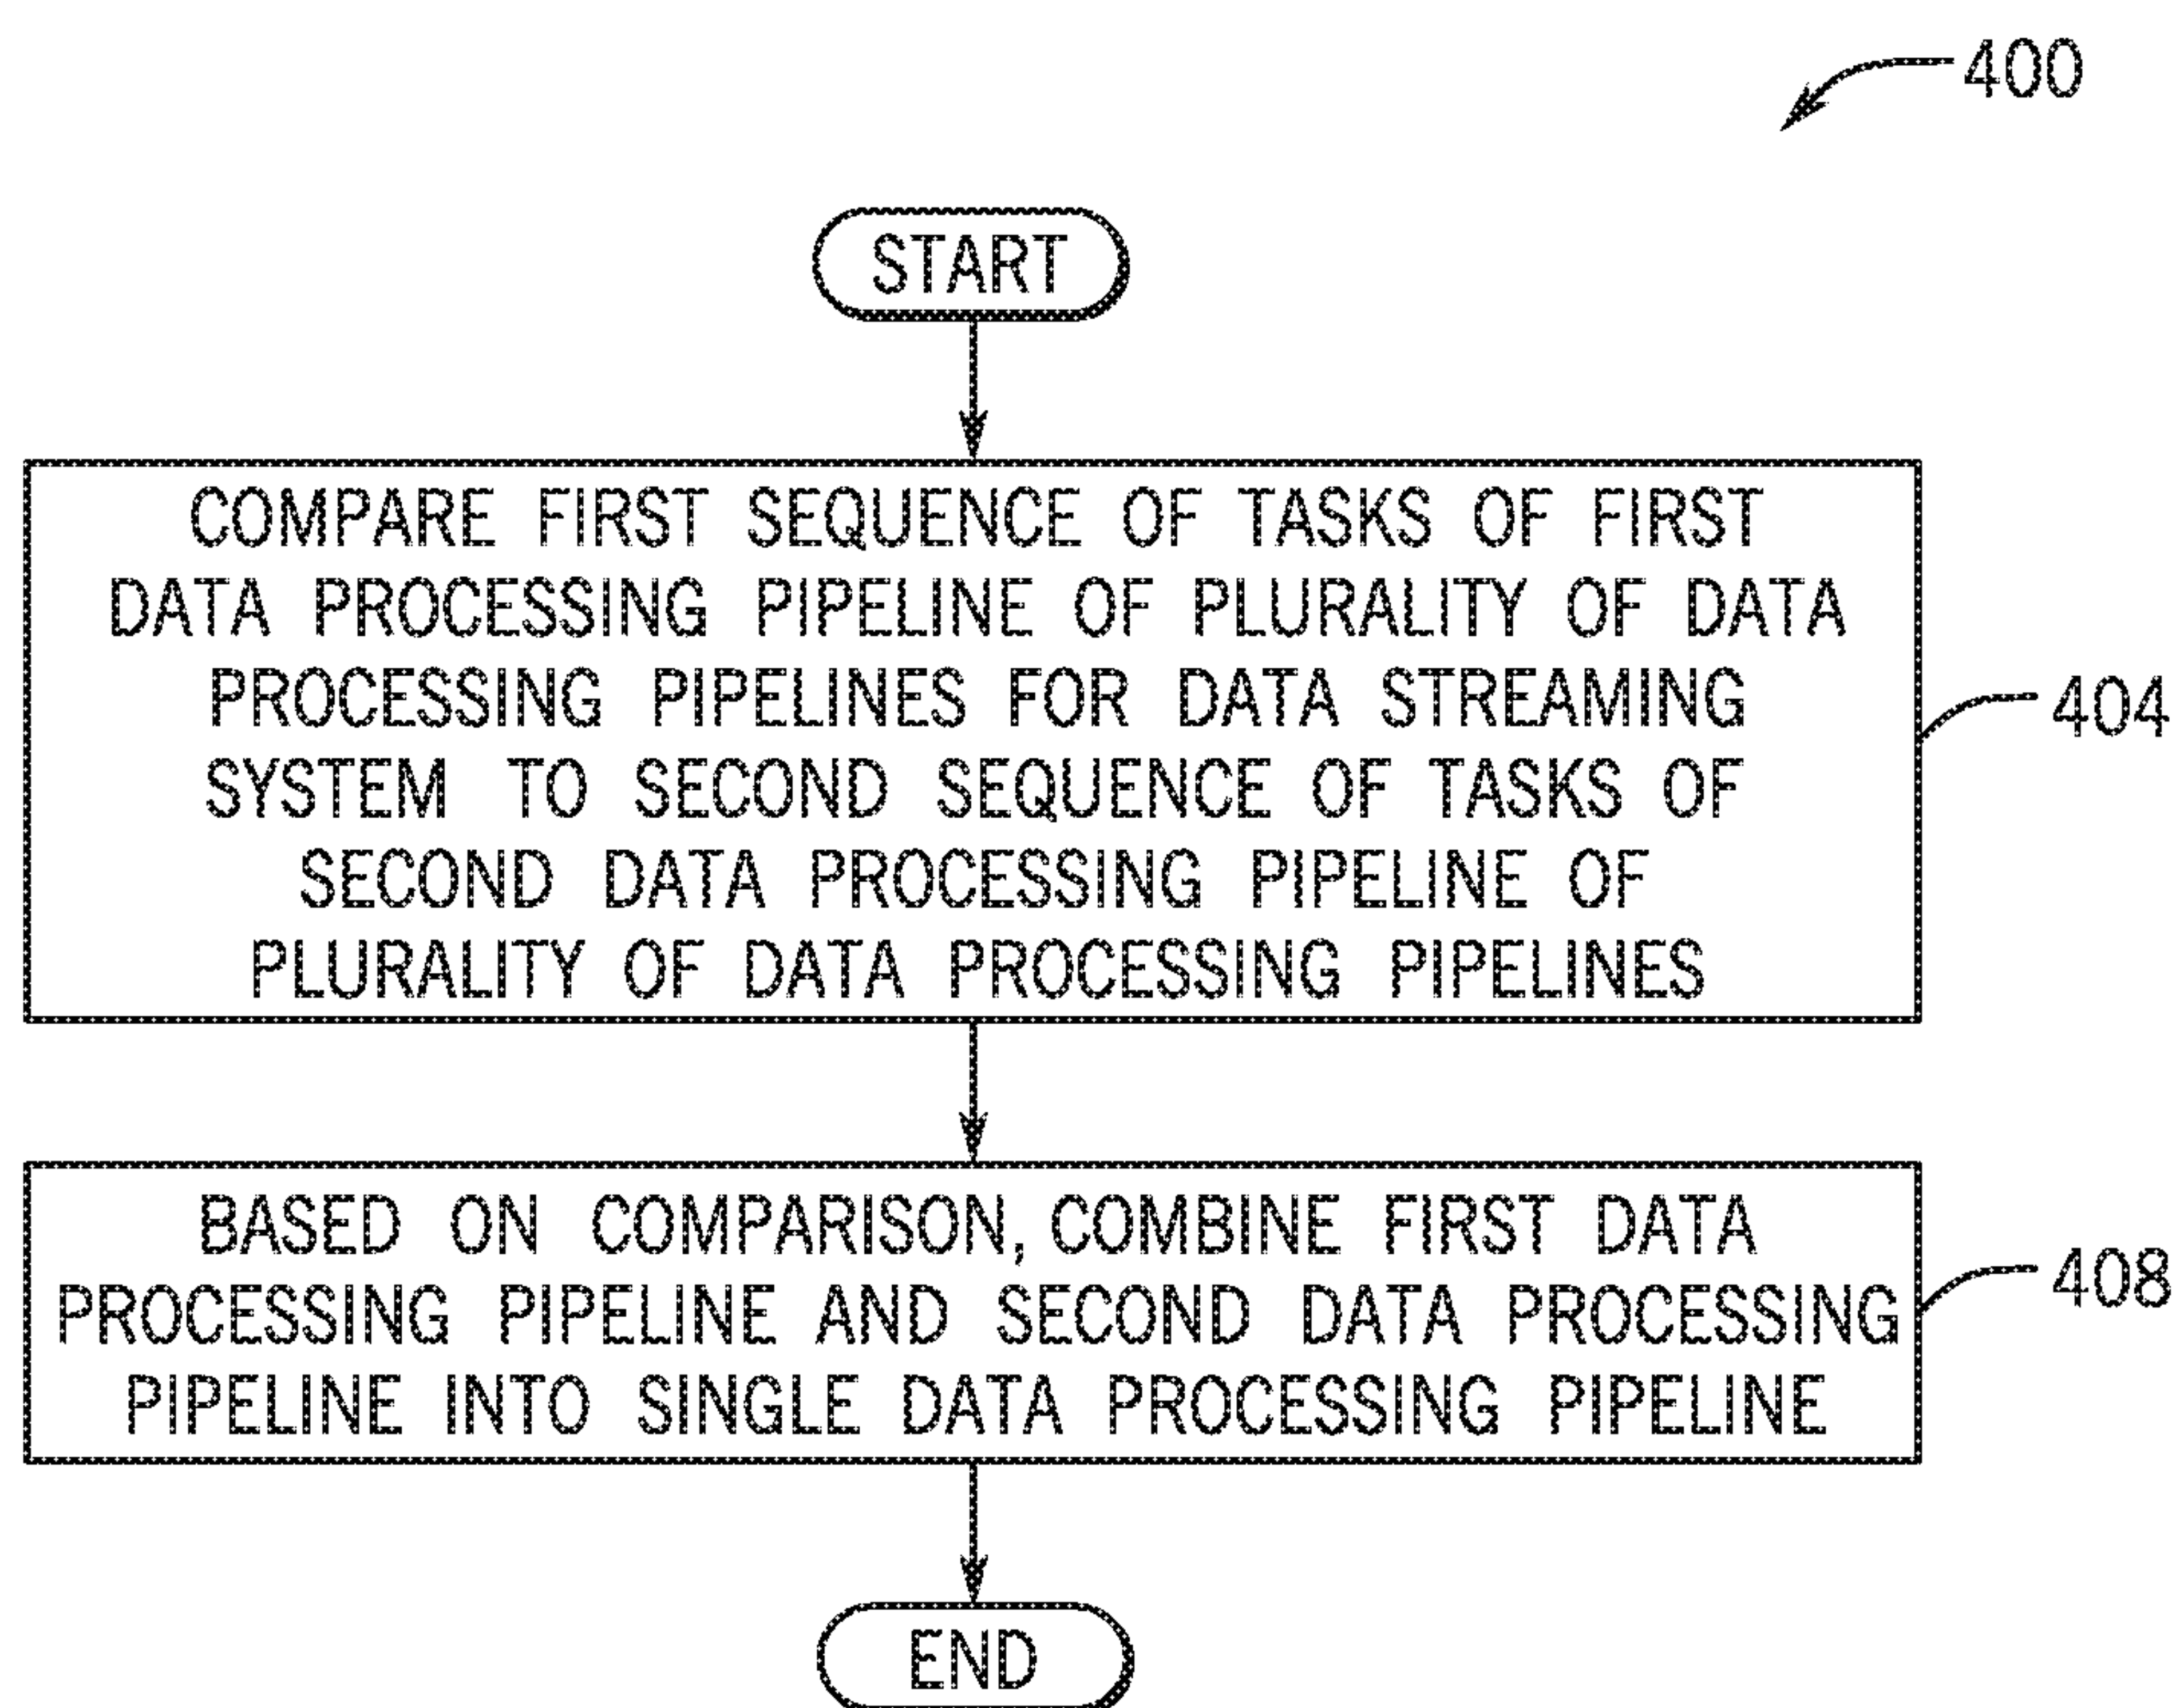 400
START
COMPARE FIRST SEQUENCE OF TASKS OF FIRST
DATA PROCESSING PIPELINE OF PLURALITY OF DATA
PROCESSING PIPELINES FOR DATA STREAMING
SYSTEM TO SECOND SEQUENCE OF TASKS OF
SECOND DATA PROCESSING PIPELINE OF
PLURALITY OF DATA PROCESSING PIPELINES
404
BASED ON COMPARISON, COMBINE FIRST DATA
PROCESSING PIPELINE AND SECOND DATA PROCESSING
PIPELINE INTO SINGLE DATA PROCESSING PIPELINE
408
END